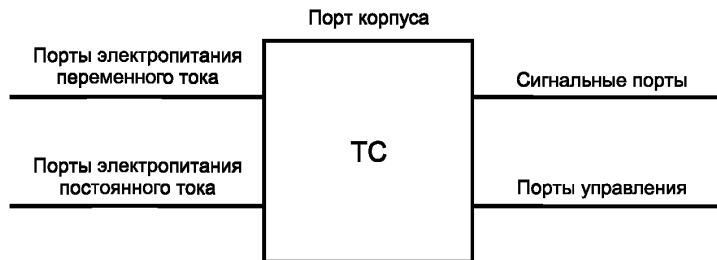 Порт корпуса
Порты электропитания
переменного тока
Сигнальные порты
ТС
Порты электропитания
постоянного тока
Порты управления